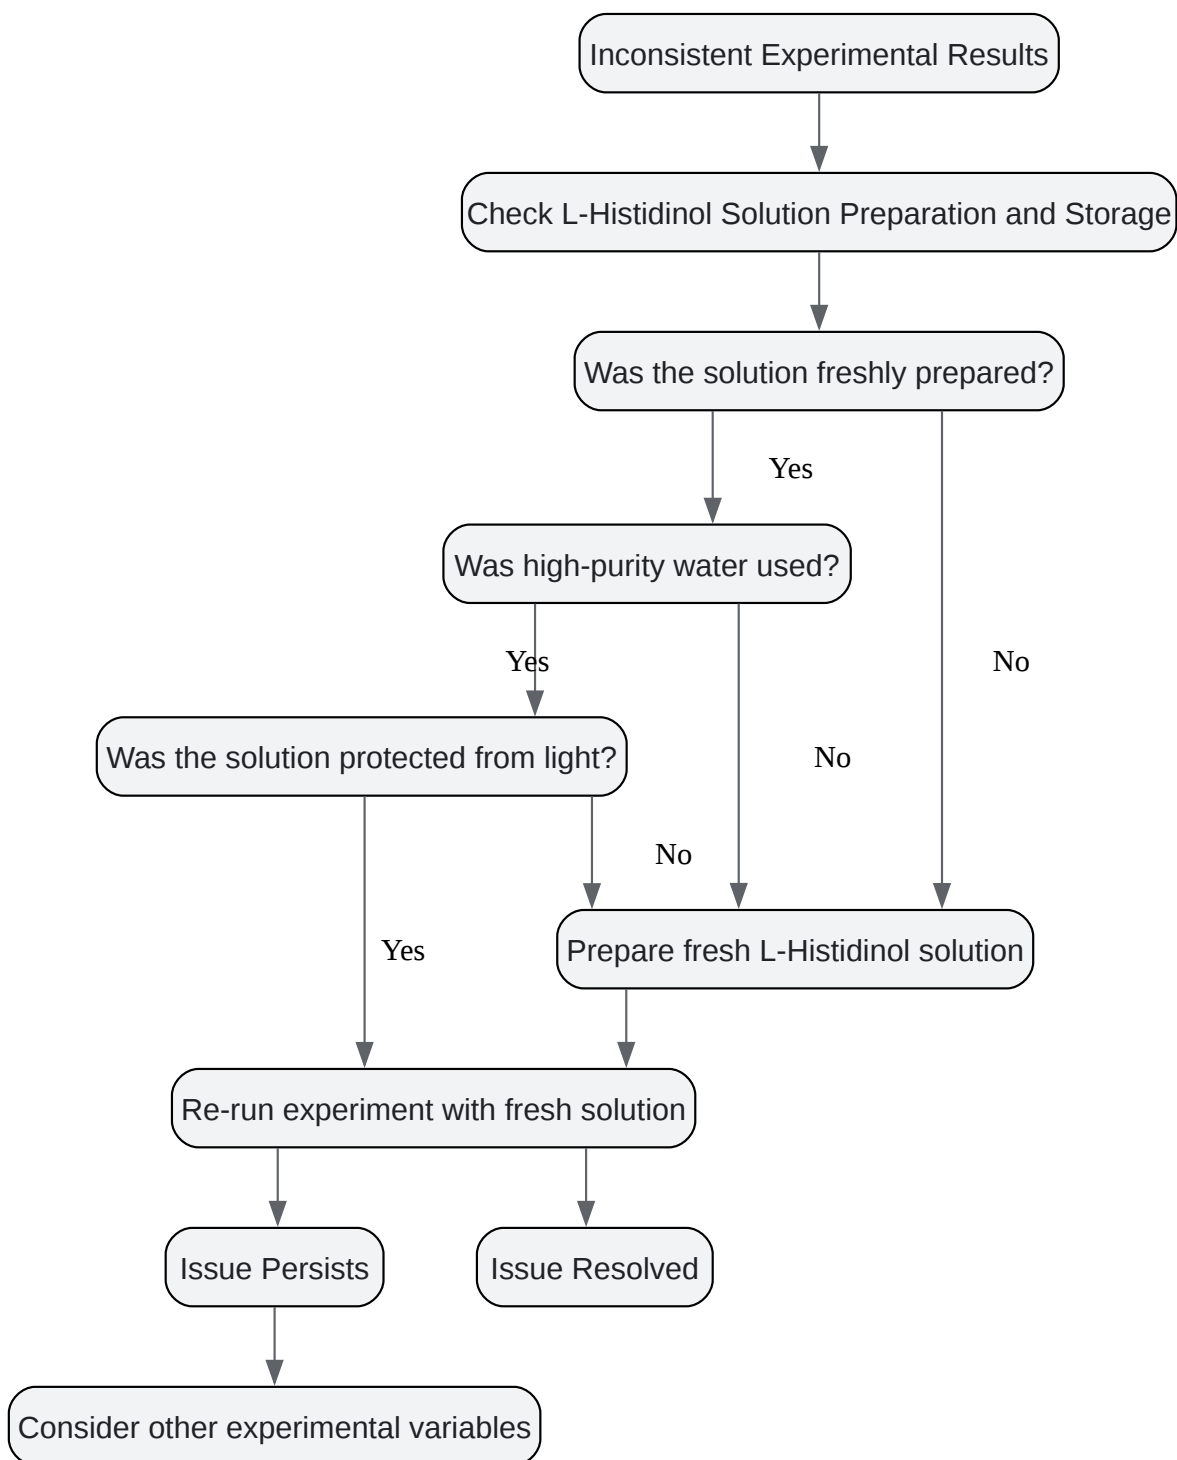 Inconsistent Experimental Results
Check L-Histidinol Solution Preparation and Storage
Was the solution freshly prepared?
Yes
Was high-purity water used?
Yes
No
Was the solution protected from light?
No
No
Yes
Prepare fresh L-Histidinol solution
Re-run experiment with fresh solution
Issue Persists
Issue Resolved
Consider other experimental variables